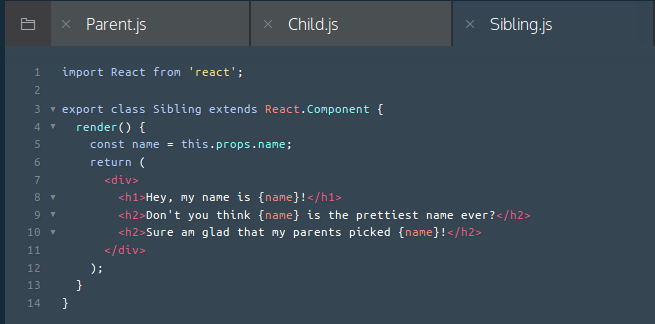 Parent.js
Child.js
Sibling.js
1 import React from 'react';
2
3 export class Sibling extends React.Component {
4 render() {
5 const name = this.props.name;
6 return (
7 <div>
8 <h1>Hey, my name is {name}!</h1>
9 <h2>Don't you think {name} is the prettiest name ever?</h2>
10 <h2>Sure am glad that my parents picked {name}!</h2>
11 </div>
12 );
13 }
14 }